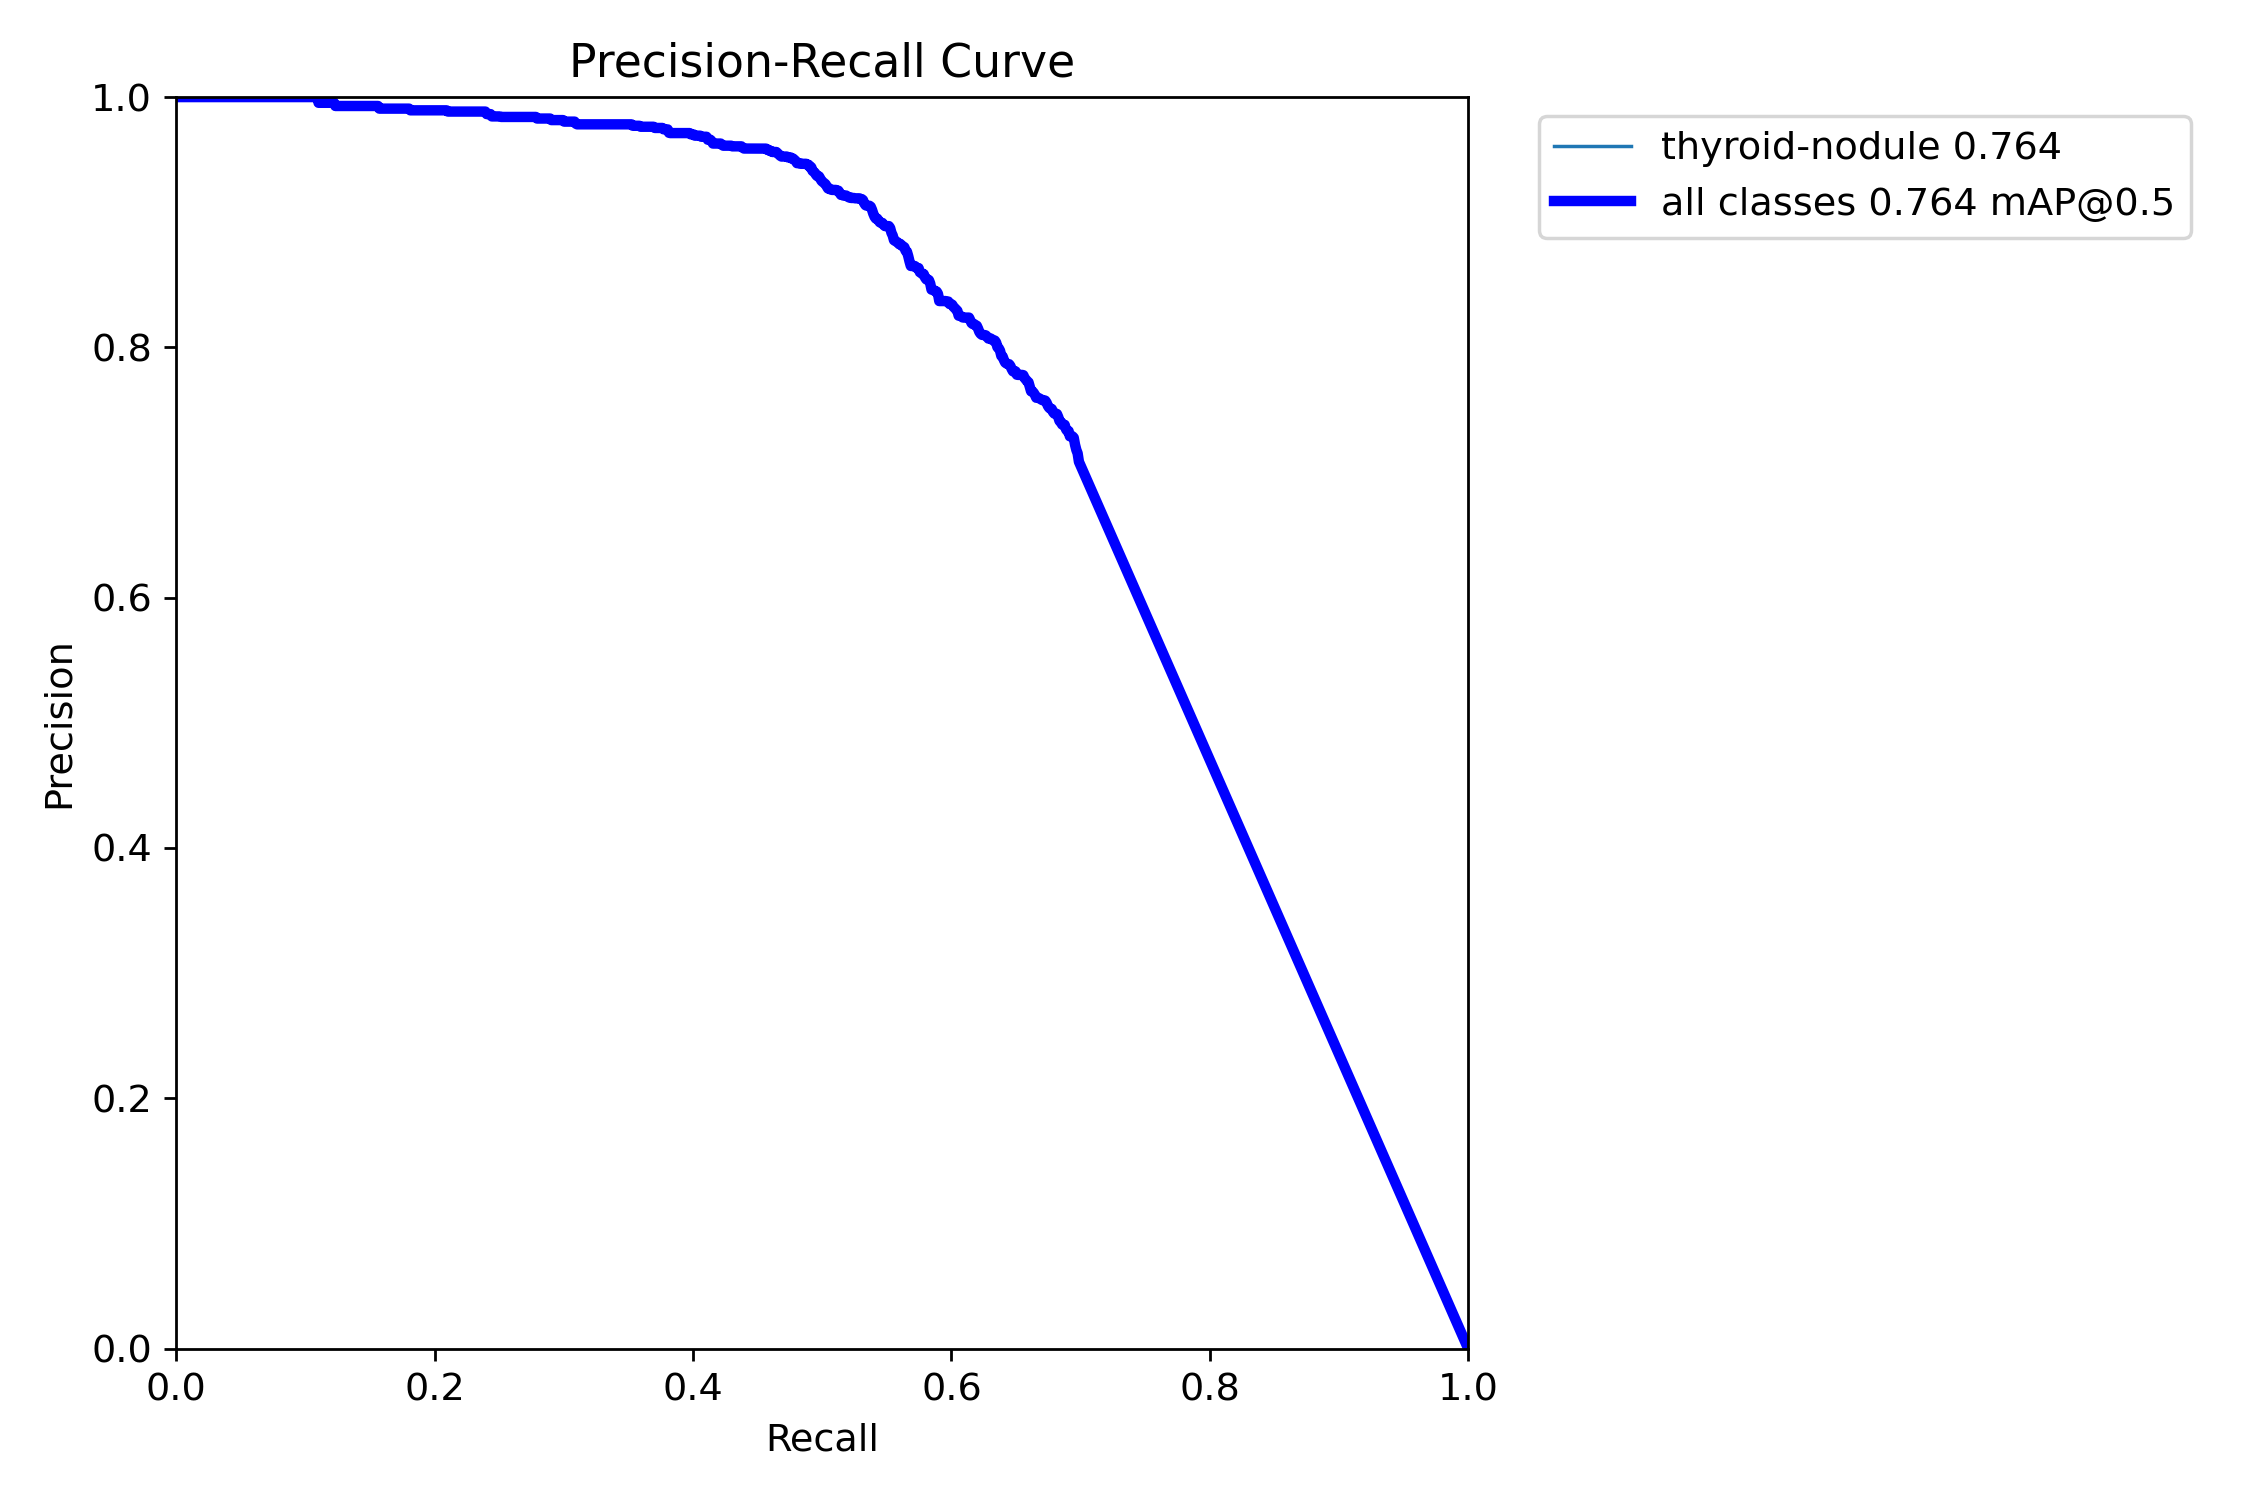 Precision-Recall Curve
1.0
0.8
0.6
0.4
0.2
0.0
Precision
0.0 0.2 0.4 0.6 0.8 1.0
Recall
thyroid-nodule 0.764
all classes 0.764 mAP@0.5